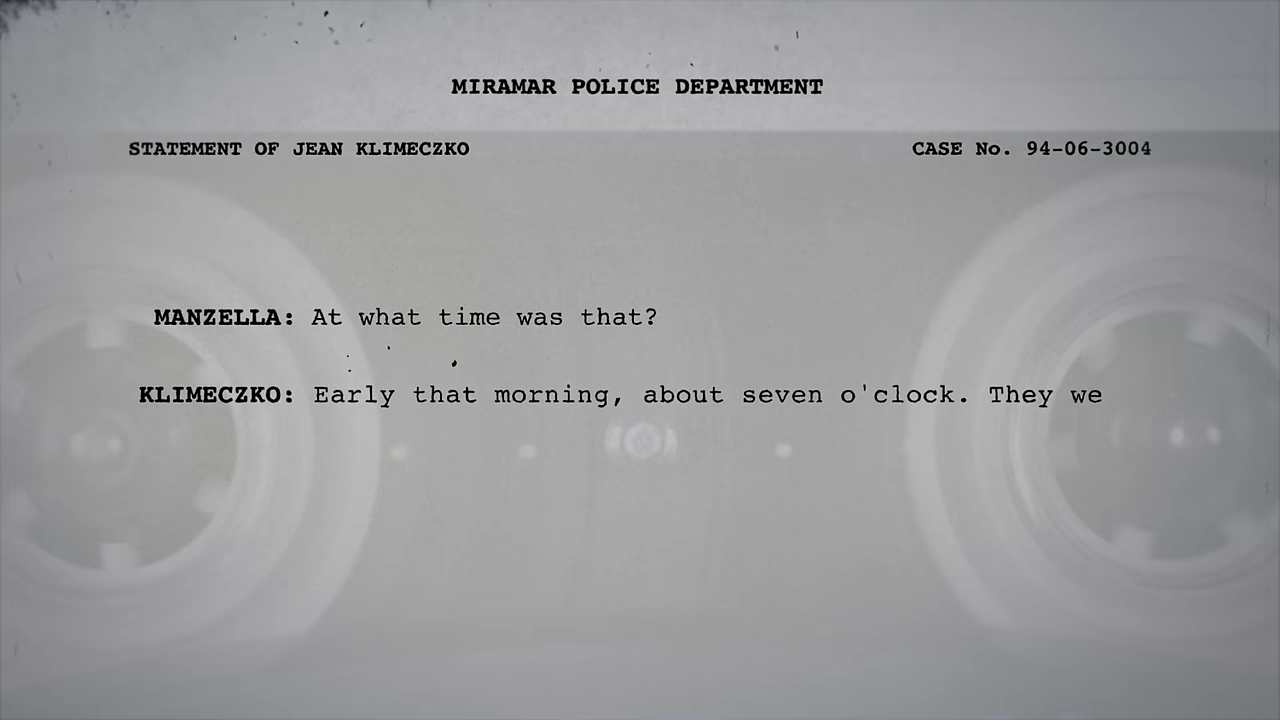 MIRAMAR POLICE DEPARTMENT
STATEMENT OF JEAN KLIMECZKO CASE No. 94-06-3004
MANZELLA: At what time was that?
KLIMECZKO: Early that morning, about seven o'clock. They we